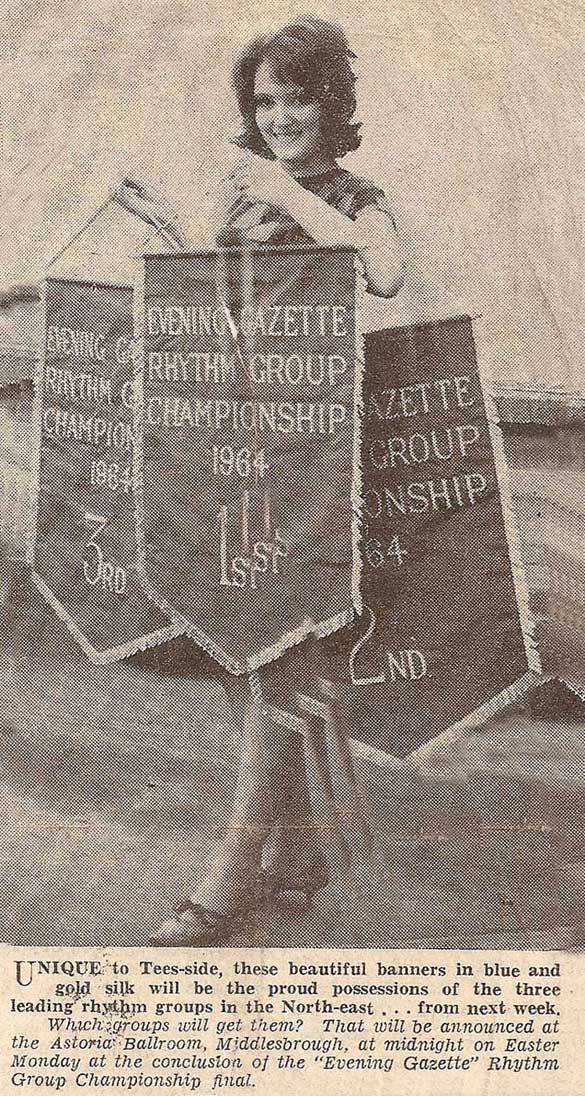 EVENING G
RHYTHM G
CHAMPION
1964
3RD
EVENING GAZETTE
RHYTHM GROUP
CHAMPIONSHIP
1964
1ST
AZETTE
GROUP
ONSHIP
64
2ND.
UNIQUE to Tees-side, these beautiful banners in blue and
gold silk will be the proud possessions of the three
leading rhythm groups in the North-east . . . from next week.
Which groups will get them? That will be announced at
the Astoria Ballroom, Middlesbrough, at midnight on Easter
Monday at the conclusion of the “Evening Gazette” Rhythm
Group Championship final.